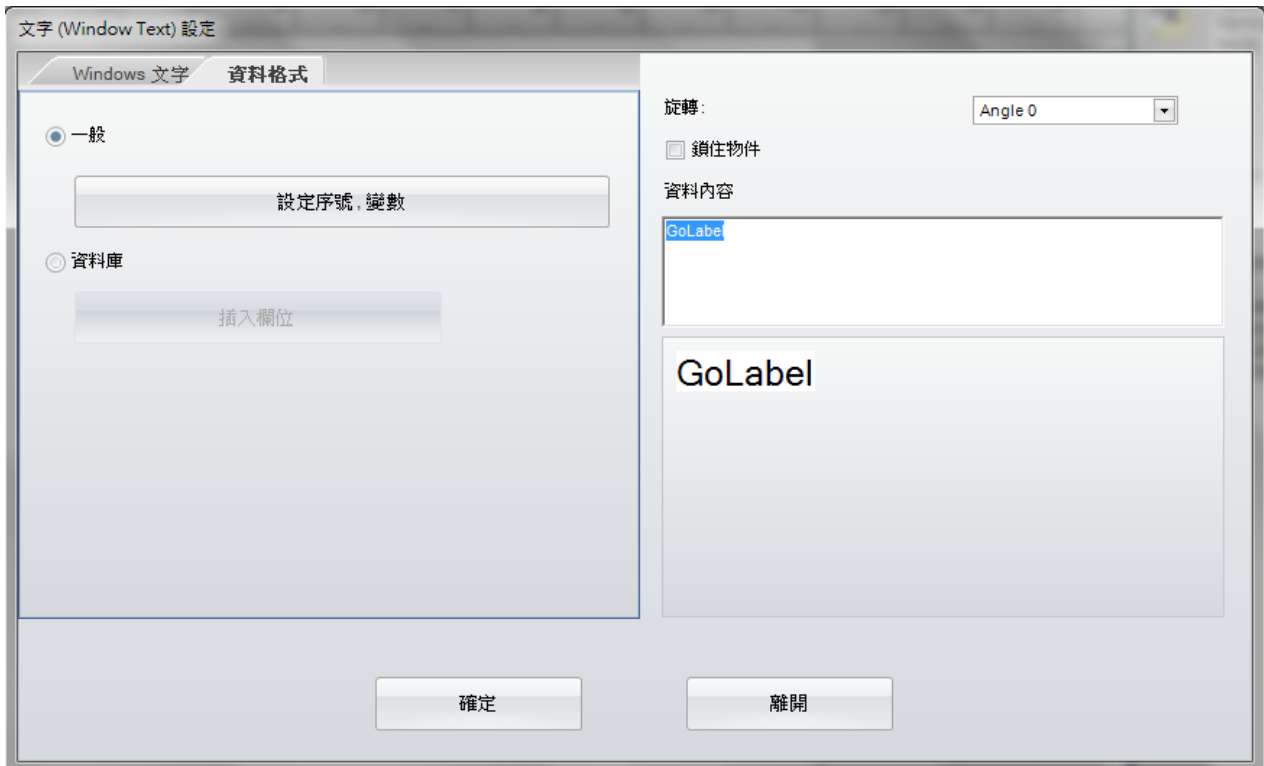 文字 (Window Text) 設定
Windows 文字
資料格式
一般
設定序號, 變數
資料庫
插入欄位
旋轉:
Angle 0
鎖住物件
資料內容
GoLabel
GoLabel
確定
離開